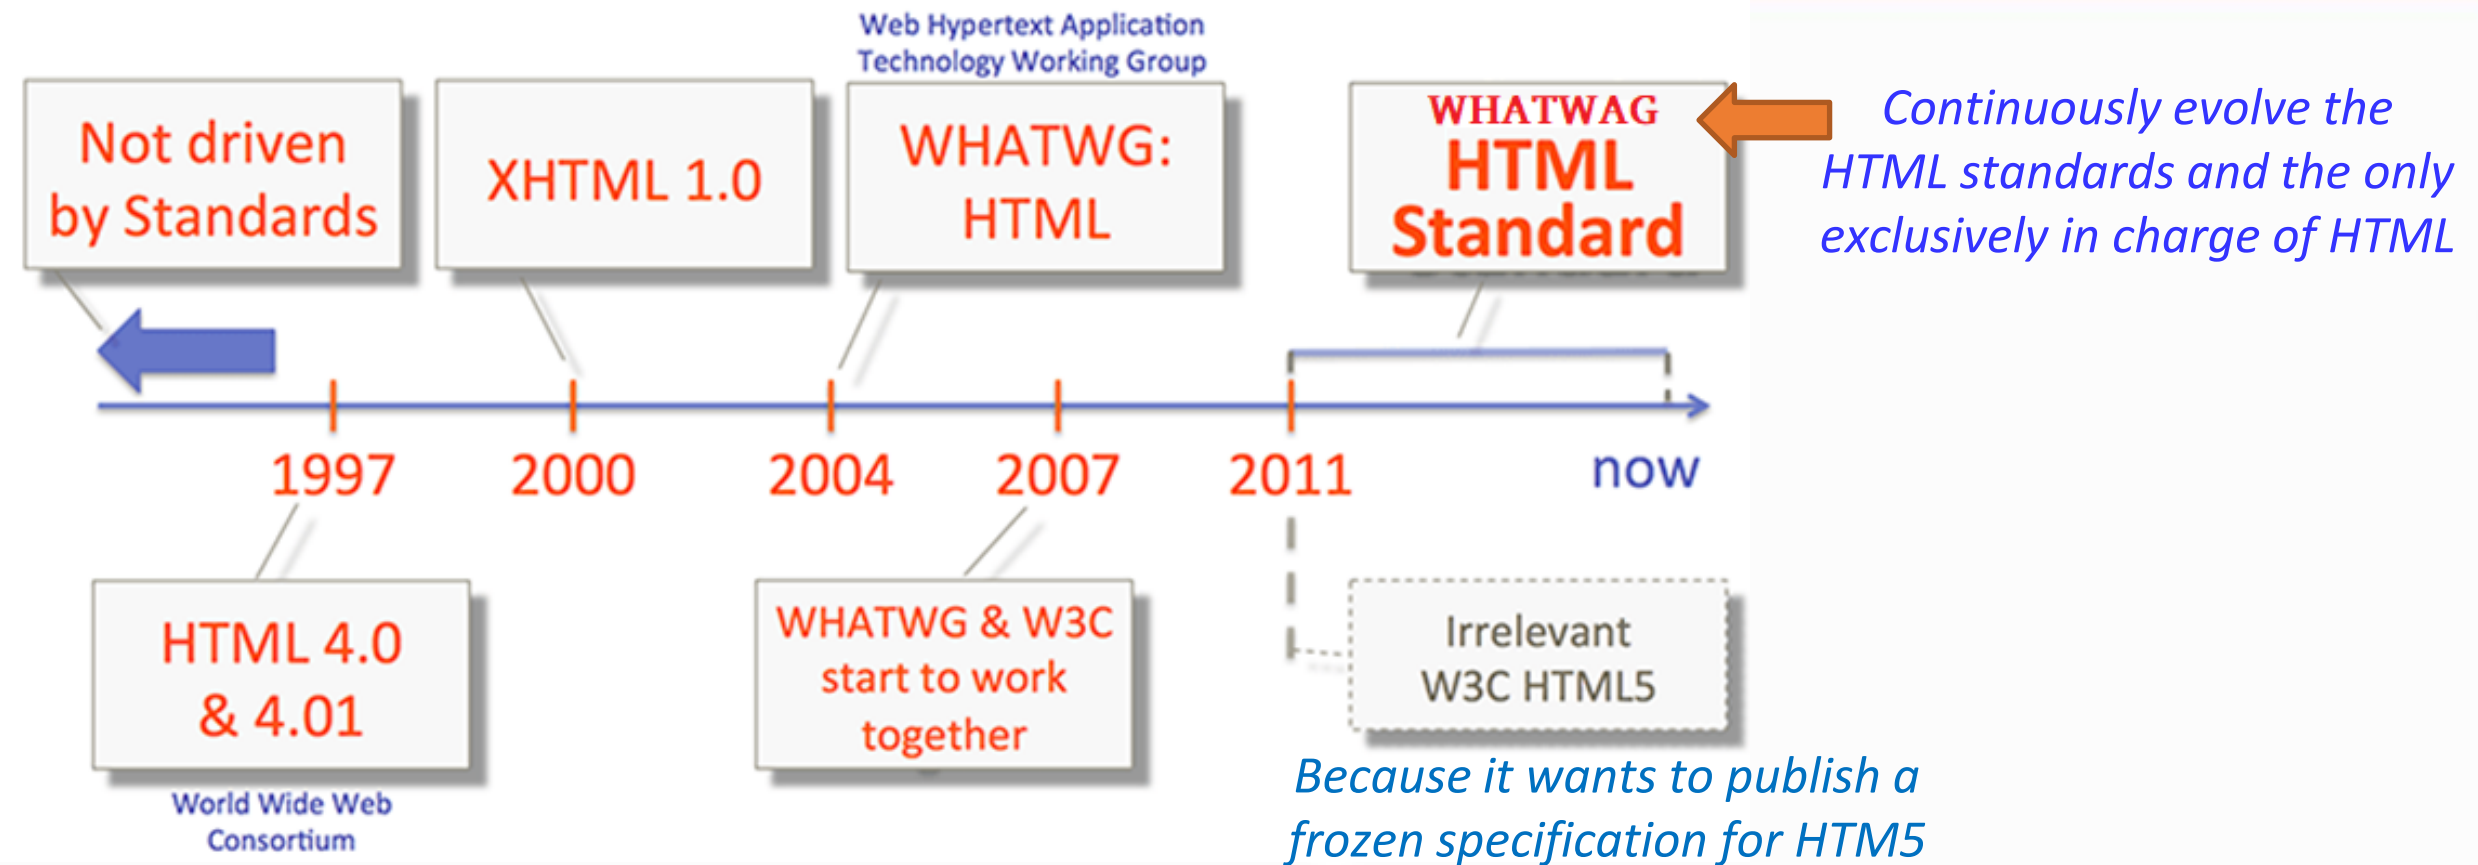 Web Hypertext Application
Technology Working Group
Not driven
by Standards
XHTML 1.0
WHATWG:
HTML
WHATWAG
HTML
Standard
Continuously evolve the
HTML standards and the only
exclusively in charge of HTML
1997
2000
2004
2007
2011
now
HTML 4.0
& 4.01
World Wide Web
Consortium
WHATWG & W3C
start to work
together
Irrelevant
W3C HTML5
Because it wants to publish a
frozen specification for HTM5